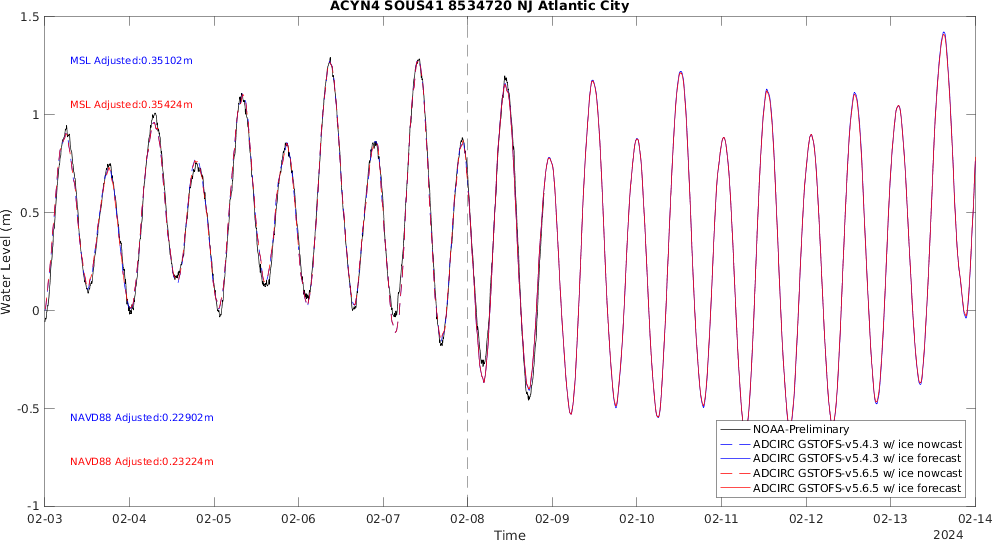 ACYN4 SOUS41 8534720 NJ Atlantic City
1.5
MSL Adjusted:0.35102m
MSL Adjusted:0.35424m
1
0.5
Water Level (m)
0
-0.5
NAVD88 Adjusted:0.22902m
NAVD88 Adjusted:0.23224m
NOAA-Preliminary
ADCIRC GSTOFS-v5.4.3 w/ ice nowcast
ADCIRC GSTOFS-v5.4.3 w/ ice forecast
ADCIRC GSTOFS-v5.6.5 w/ ice nowcast
ADCIRC GSTOFS-v5.6.5 w/ ice forecast
-1
02-03 02-04 02-05 02-06 02-07 02-08 02-09 02-10 02-11 02-12 02-13 02-14
Time
2024